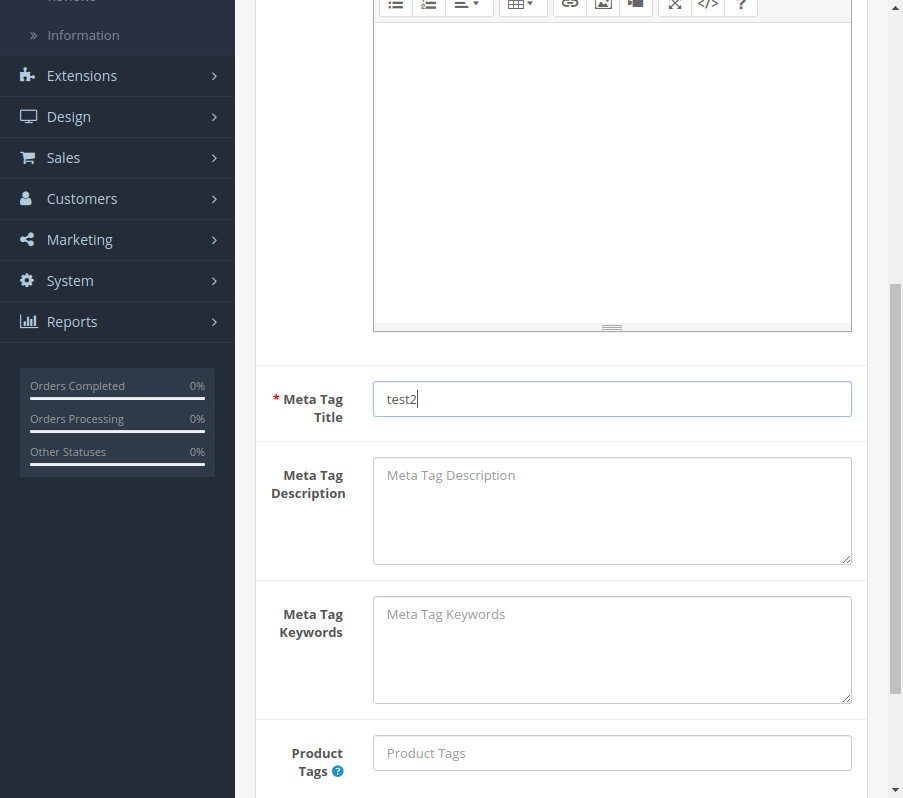 Information
Extensions
Design
Sales
Customers
Marketing
System
Reports
Orders Completed 0%
Orders Processing 0%
Other Statuses 0%
* Meta Tag
Title
test2
Meta Tag
Description
Meta Tag Description
Meta Tag
Keywords
Meta Tag Keywords
Product
Tags ?
Product Tags